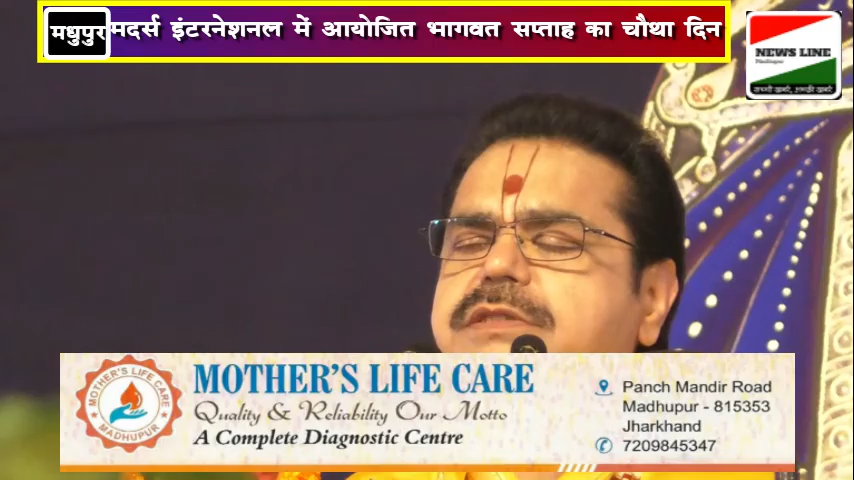 मधुपुर
मदर्स इंटरनेशनल में आयोजित भागवत सप्ताह का चौथा दिन
NEWS LINE
Madhupur
MOTHER'S LIFE CARE
MADHUPUR
MOTHER'S LIFE CARE
Quality & Reliability Our Motto
A Complete Diagnostic Centre
Panch Mandir Road
Madhupur - 815353
Jharkhand
7209845347